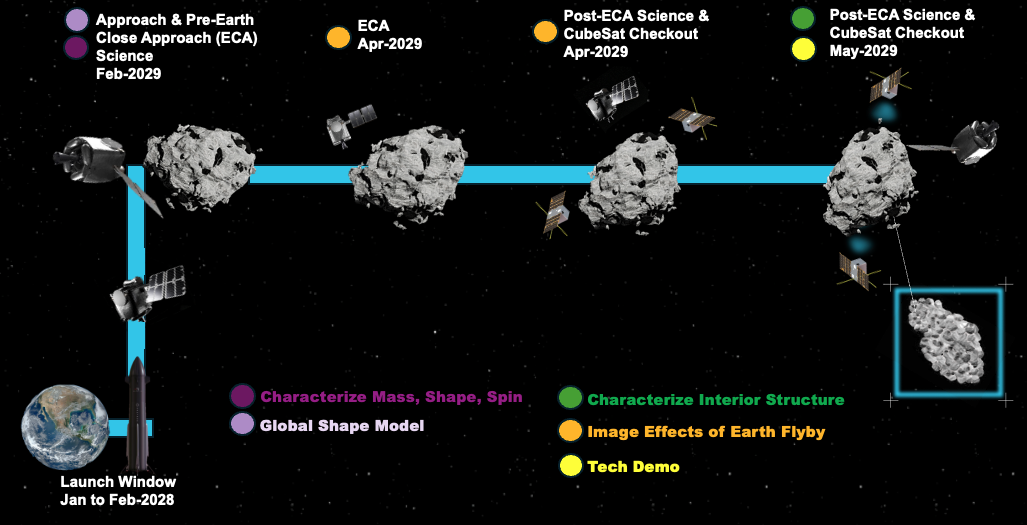 Approach & Pre-Earth
Close Approach (ECA)
Science
Feb-2029
ECA
Apr-2029
Post-ECA Science &
CubeSat Checkout
Apr-2029
Post-ECA Science &
CubeSat Checkout
May-2029
Characterize Mass, Shape, Spin
Global Shape Model
Characterize Interior Structure
Image Effects of Earth Flyby
Tech Demo
Launch Window
Jan to Feb-2028